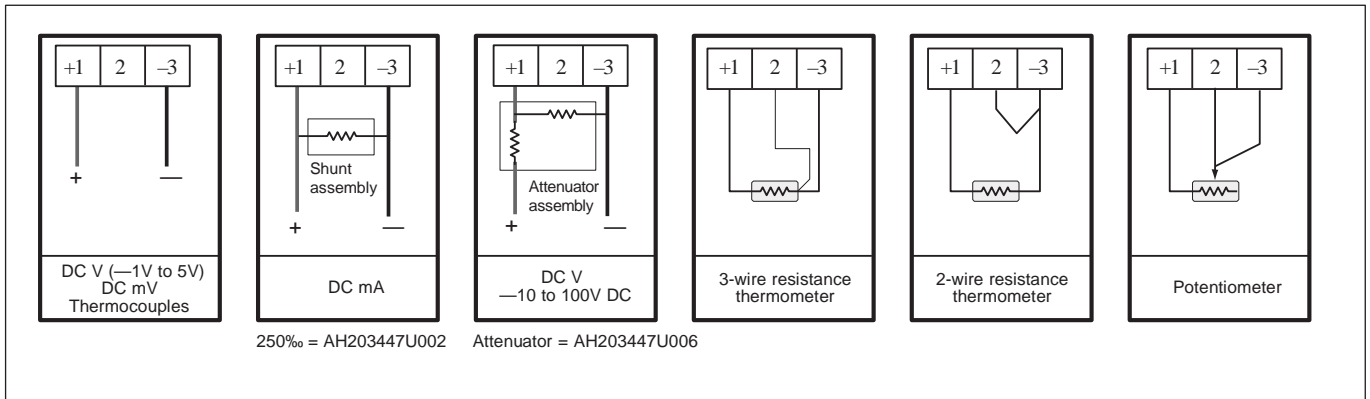 +1 2 –3
+ —
DC V (—1V to 5V)
DC mV
Thermocouples
+1 2 –3
Shunt
assembly
+ —
DC mA
250‰ = AH203447U002
+1 2 –3
Attenuator
assembly
+ —
DC V
—10 to 100V DC
Attenuator = AH203447U006
+1 2 –3
3-wire resistance
thermometer
+1 2 –3
2-wire resistance
thermometer
+1 2 –3
Potentiometer